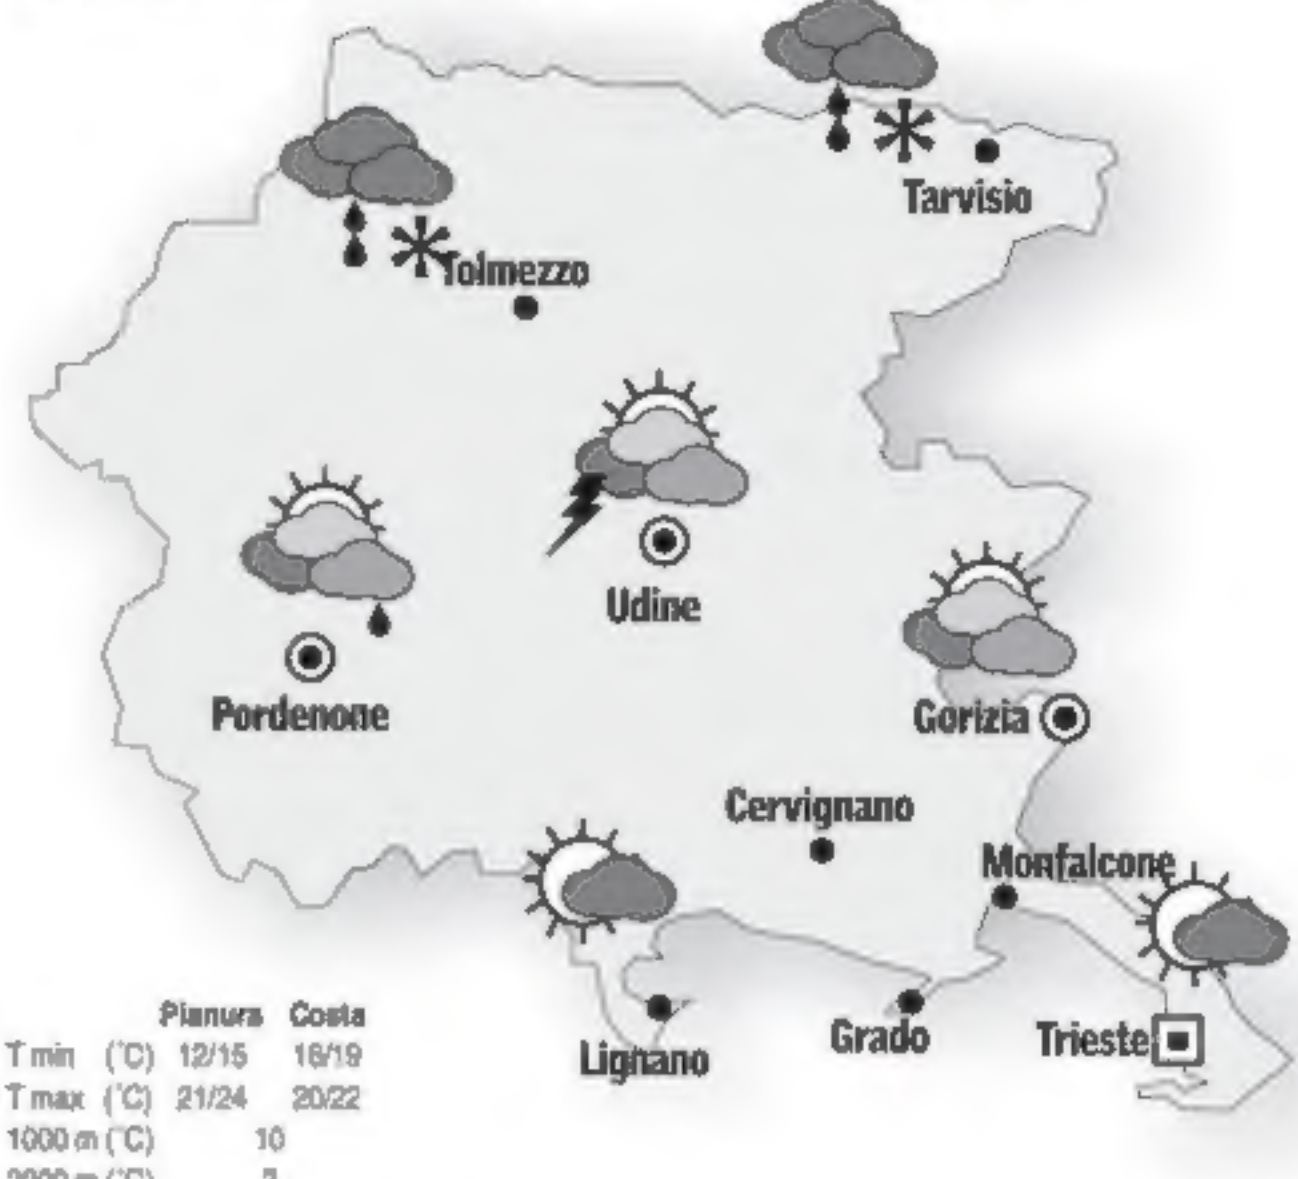 Tarvisio
Tolmezzo
Udine
Pordenone
Gorizia
Cervignano
Monfalcone
Lignano
Grado
Trieste
Pianura Costa
T min (°C) 12/15 16/19
T max (°C) 21/24 20/22
1000 m (°C) 10